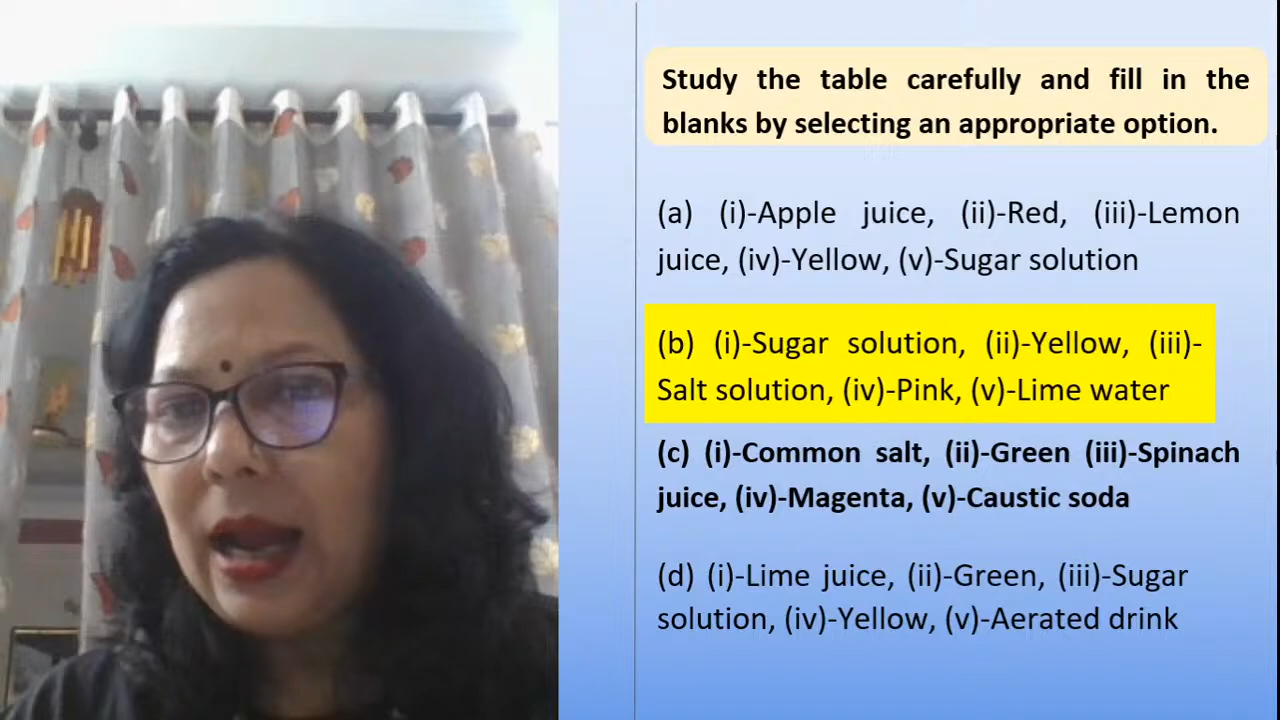 Study the table carefully and fill in the
blanks by selecting an appropriate option.
(a) (i)-Apple juice, (ii)-Red, (iii)-Lemon
juice, (iv)-Yellow, (v)-Sugar solution
(b) (i)-Sugar solution, (ii)-Yellow, (iii)-
Salt solution, (iv)-Pink, (v)-Lime water
(c) (i)-Common salt, (ii)-Green (iii)-Spinach
juice, (iv)-Magenta, (v)-Caustic soda
(d) (i)-Lime juice, (ii)-Green, (iii)-Sugar
solution, (iv)-Yellow, (v)-Aerated drink